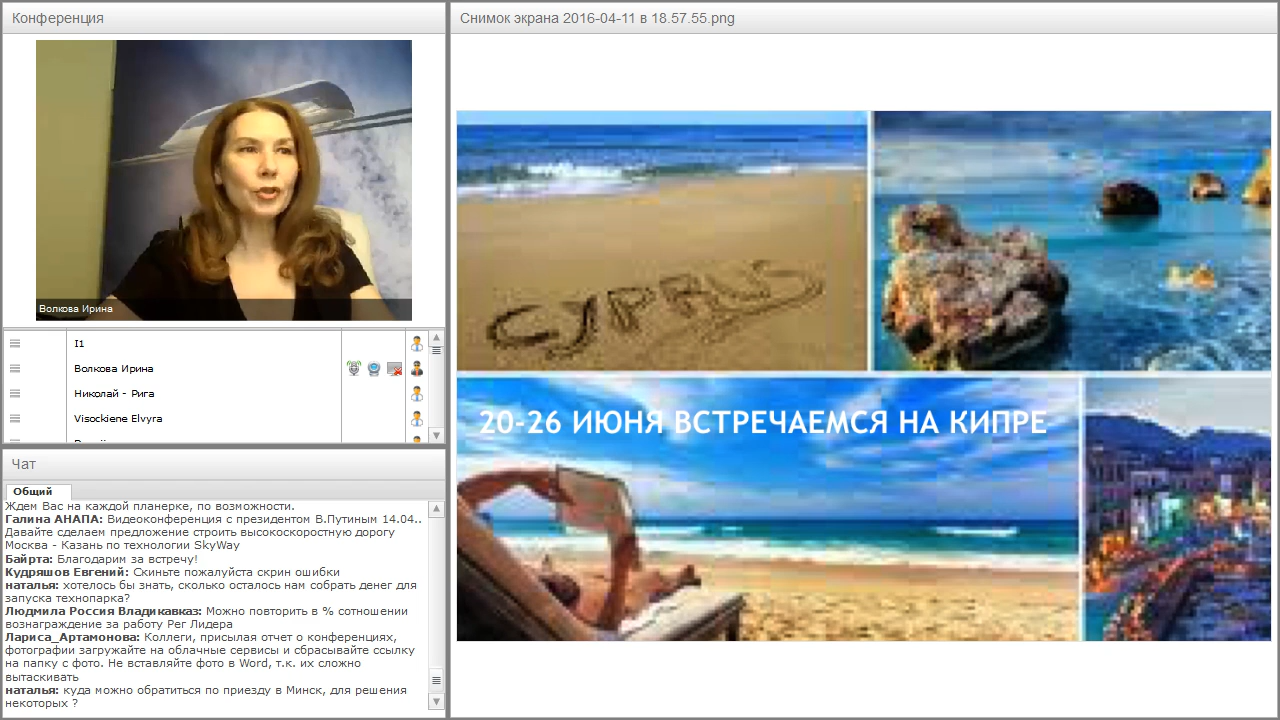 Конференция
Волкова Ирина
I1
Волкова Ирина
Николай - Рига
Visockiene Elvyra
Чат
Общий
Ждем Вас на каждой планерке, по возможности.
Галина АНАПА: Видеоконференция с президентом В.Путиным 14.04..
Давайте сделаем предложение строить высокоскоростную дорогу
Москва - Казань по технологии SkyWay
Байрта: Благодарим за встречу!
Кудряшов Евгений: Скиньте пожалуйста скрин ошибки
наталья: хотелось бы знать, сколько осталось нам собрать денег для
запуска технопарка?
Людмила Россия Владикавказ: Можно повторить в % сотношении
вознаграждение за работу Рег Лидера
Лариса_Артамонова: Коллеги, присылая отчет о конференциях,
фотографии загружайте на облачные сервисы и сбрасывайте ссылку
на папку с фото. Не вставляйте фото в Word, т.к. их сложно
вытаскивать
наталья: куда можно обратиться по приезду в Минск, для решения
некоторых ?
Снимок экрана 2016-04-11 в 18.57.55.png
CYPRUS
20-26 ИЮНЯ ВСТРЕЧАЕМСЯ НА КИПРЕ